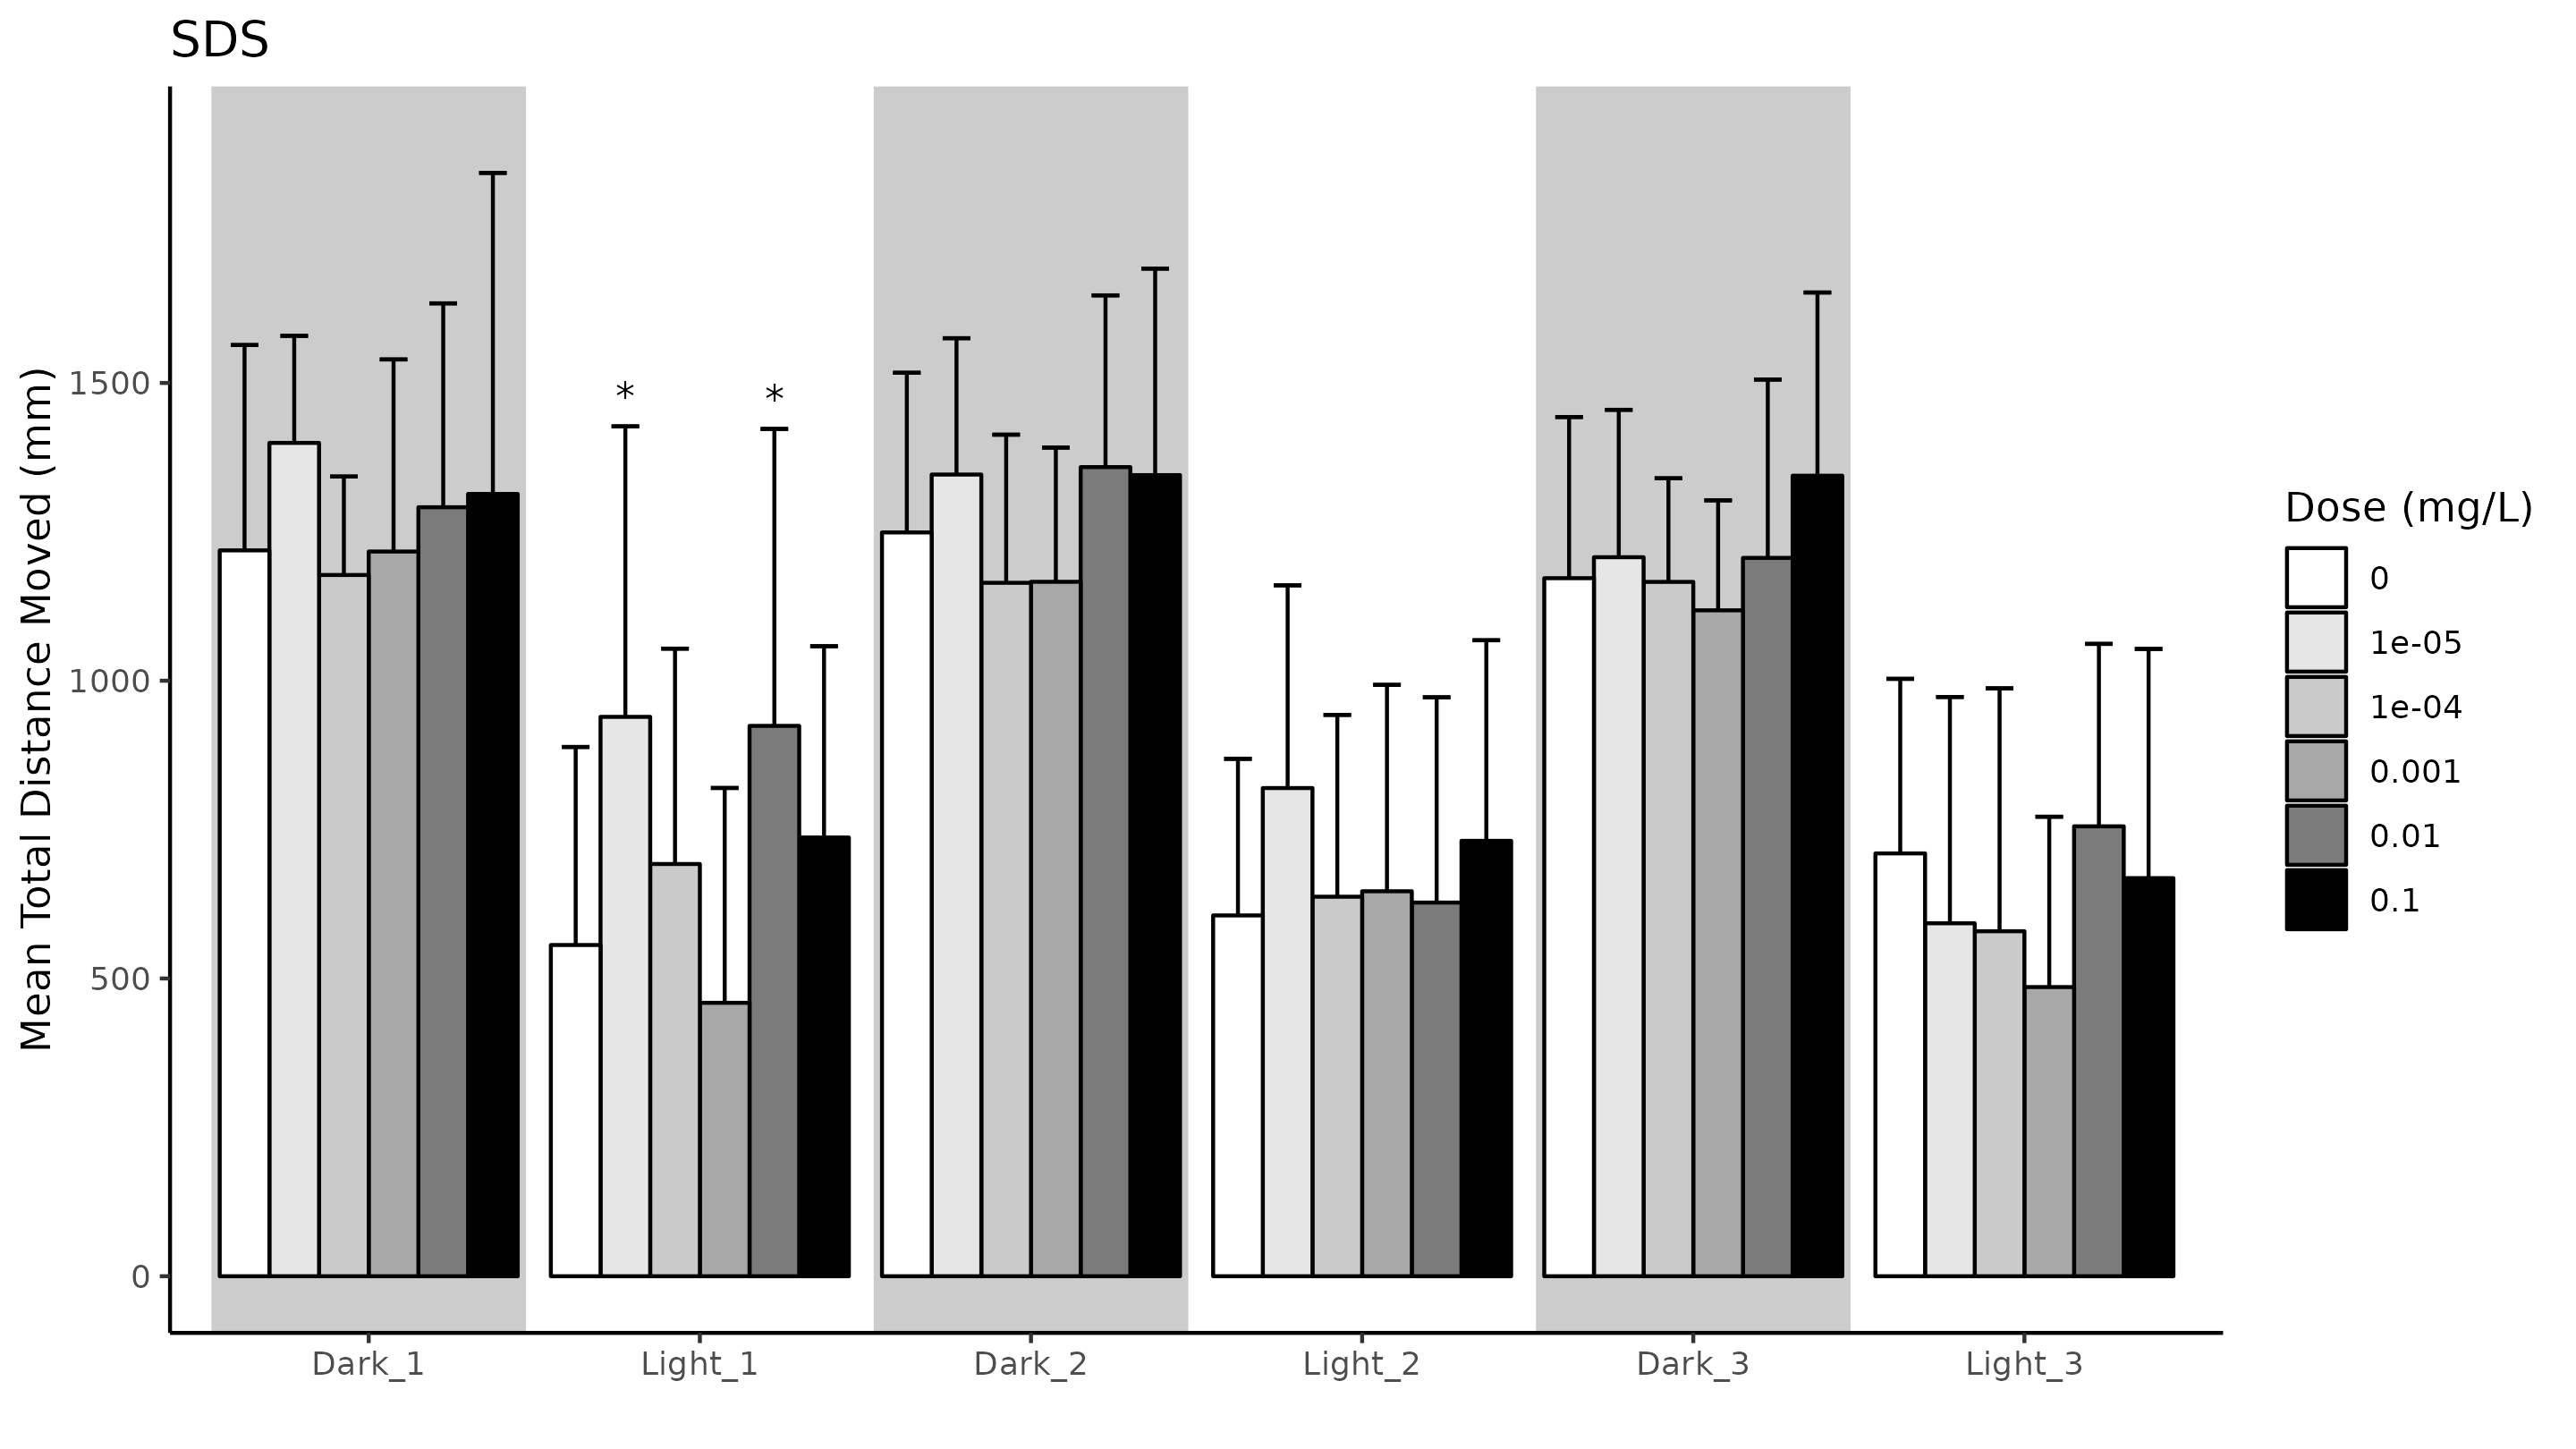 SDS
Mean Total Distance Moved (mm)
1500
1000
500
0
*
*
Dark_1
Light_1
Dark_2
Light_2
Dark_3
Light_3
Dose (mg/L)
0
1e-05
1e-04
0.001
0.01
0.1